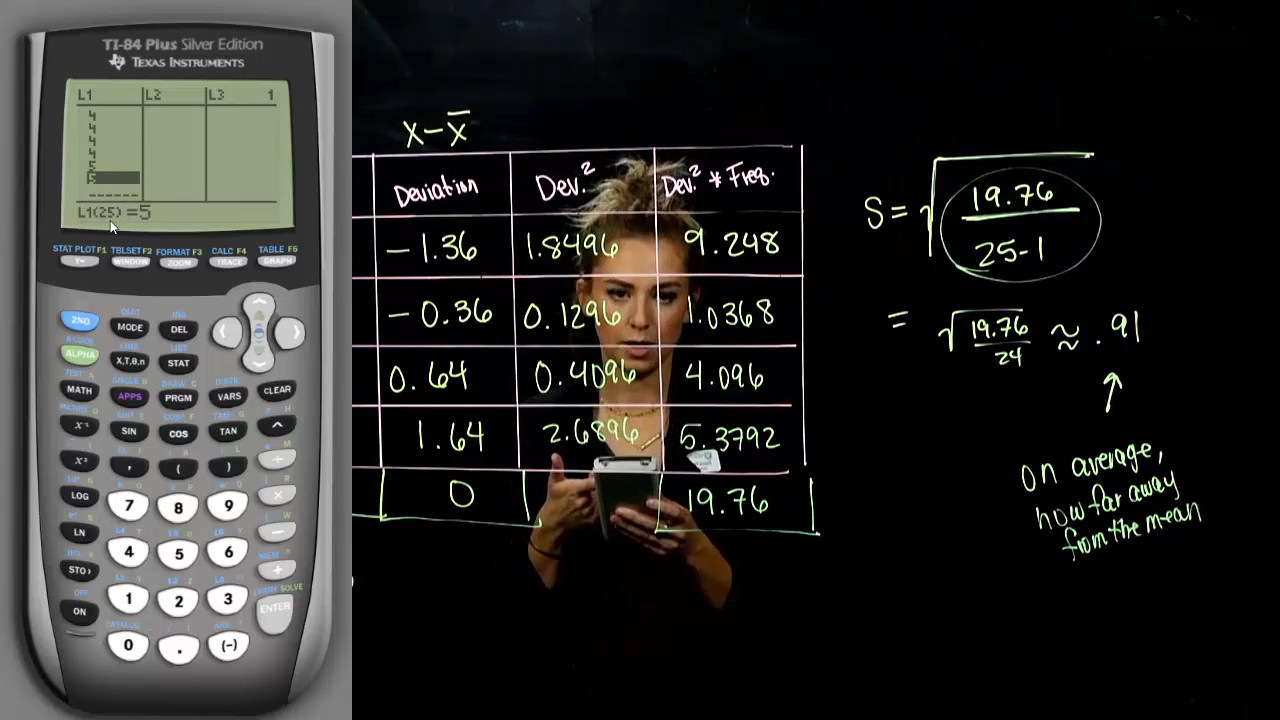 TI-84 Plus Silver Edition
TEXAS INSTRUMENTS
L1 L2 L3 1
4
4
4
4
5
5
L1(25) =5
STAT PLOT F1 TBLSET F2 FORMAT F3 CALC F4 TABLE F5
Y= WINDOW ZOOM TRACE GRAPH
2ND MODE DEL
ALPHA X,T,θ,n STAT
MATH APPS PRGM VARS CLEAR
x⁻¹ SIN COS TAN ^
x² , ( ) ÷
LOG 7 8 9 ×
LN 4 5 6 −
STO› 1 2 3 +
ON 0 . (−) ENTER
X - X̄
Deviation Dev.² Dev.² * Freq.
-1.36 1.8496 9.248
-0.36 0.1296 1.0368
0.64 0.4096 4.096
1.64 2.6896 5.3792
0 19.76
S = √ 19.76
25-1
= √ 19.76
24 ≈ .91
on average,
how far away
from the mean